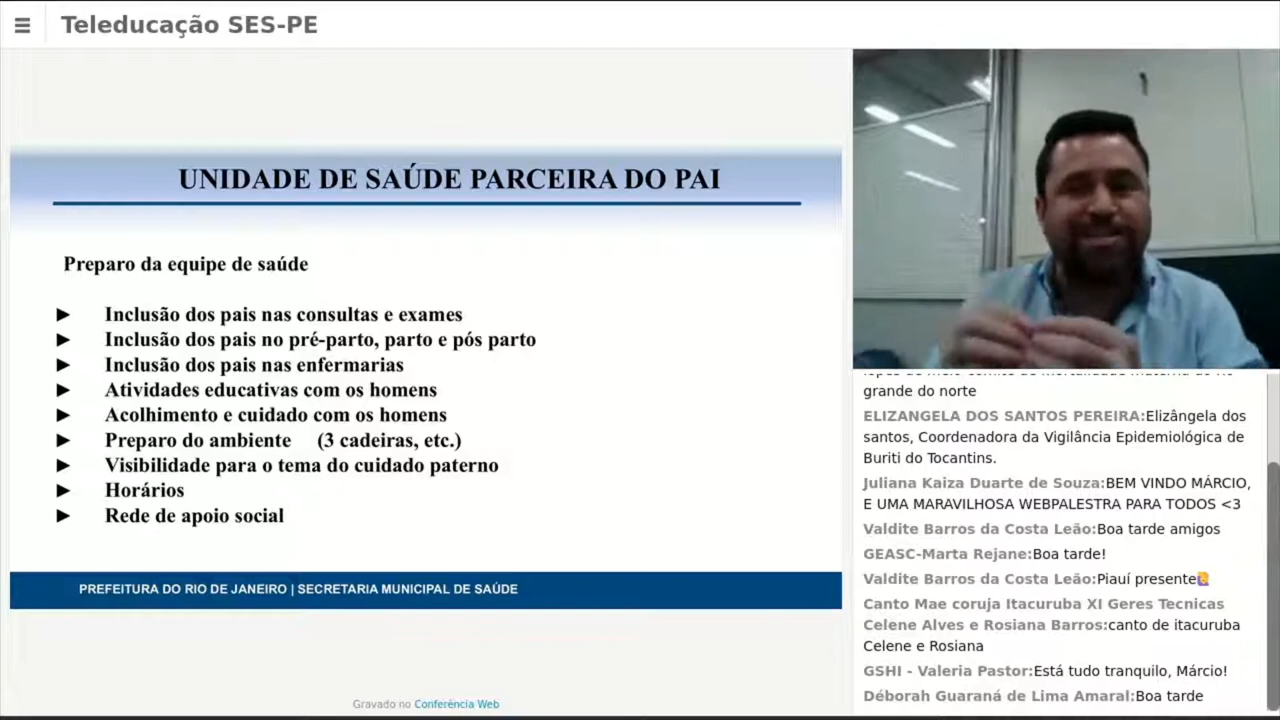 Teleducação SES-PE
UNIDADE DE SAÚDE PARCEIRA DO PAI
Preparo da equipe de saúde
► Inclusão dos pais nas consultas e exames
► Inclusão dos pais no pré-parto, parto e pós parto
► Inclusão dos pais nas enfermarias
► Atividades educativas com os homens
► Acolhimento e cuidado com os homens
► Preparo do ambiente (3 cadeiras, etc.)
► Visibilidade para o tema do cuidado paterno
► Horários
► Rede de apoio social
PREFEITURA DO RIO DE JANEIRO | SECRETARIA MUNICIPAL DE SAÚDE
Gravado no Conferência Web
grande do norte
ELIZANGELA DOS SANTOS PEREIRA:Elizângela dos
santos, Coordenadora da Vigilância Epidemiológica de
Buriti do Tocantins.
Juliana Kaiza Duarte de Souza:BEM VINDO MÁRCIO,
E UMA MARAVILHOSA WEBPALESTRA PARA TODOS <3
Valdite Barros da Costa Leão:Boa tarde amigos
GEASC-Marta Rejane:Boa tarde!
Valdite Barros da Costa Leão:Piauí presente🙋
Canto Mae coruja Itacuruba XI Geres Tecnicas
Celene Alves e Rosiana Barros:canto de itacuruba
Celene e Rosiana
GSHI - Valeria Pastor:Está tudo tranquilo, Márcio!
Déborah Guaraná de Lima Amaral:Boa tarde